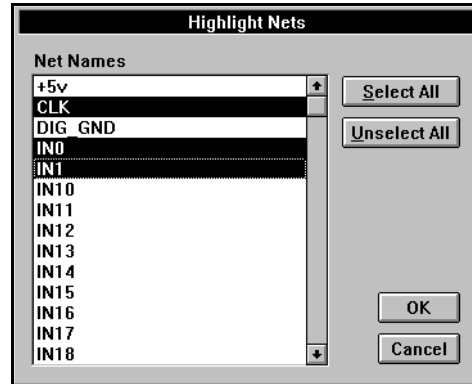 Highlight Nets
Net Names
+5v
CLK
DIG_GND
IN0
IN1
IN10
IN11
IN12
IN13
IN14
IN15
IN16
IN17
IN18
Select All
Unselect All
OK
Cancel